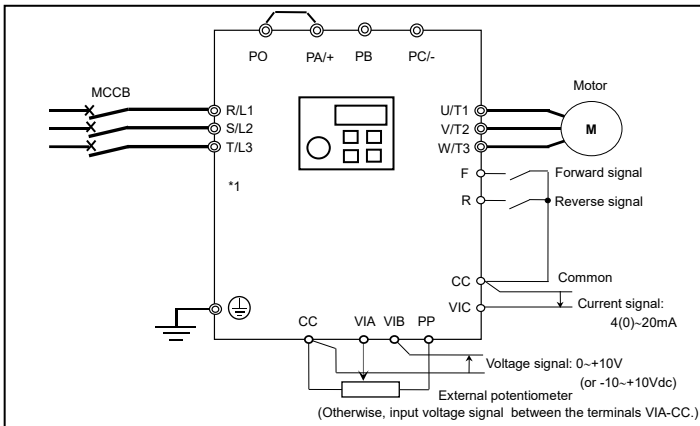 PO PA/+ PB PC/-
MCCB
Motor
R/L1
S/L2
T/L3
U/T1
V/T2
W/T3
M
*1
F
Forward signal
R
Reverse signal
CC
Common
VIC
Current signal:
4(0)~20mA
CC VIA VIB PP
Voltage signal: 0~+10V
(or -10~+10Vdc)
External potentiometer
(Otherwise, input voltage signal between the terminals VIA-CC.)